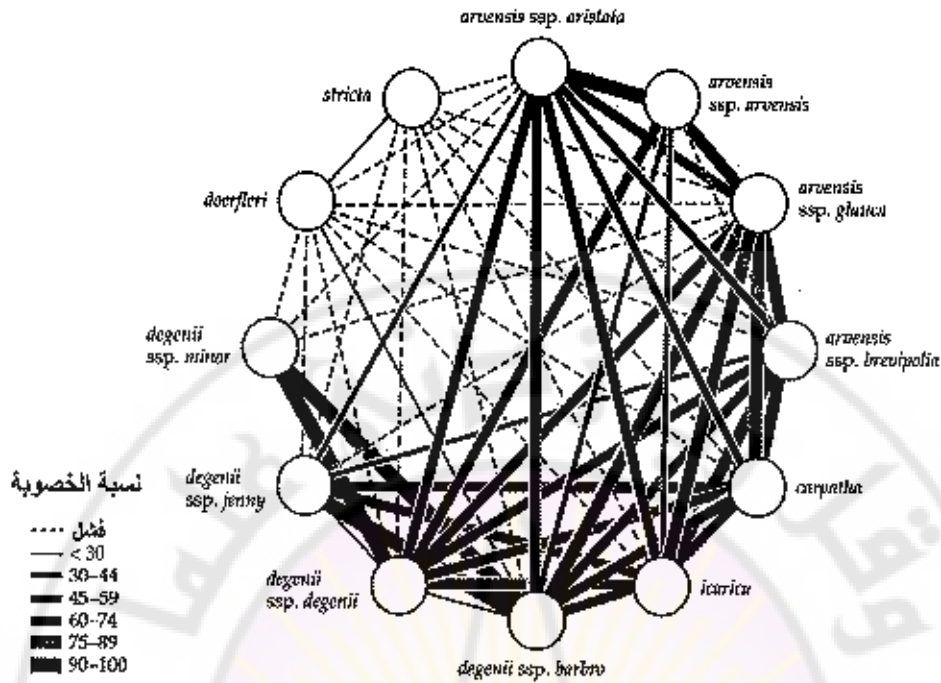 arvensis ssp. aristata
stricta
arvensis
ssp. arvensis
doerfleri
arvensis
ssp. glauca
degenii
ssp. minor
arvensis
ssp. brevipolia
degenii
ssp. jenny
carpatha
degenii
ssp. degenii
icarica
degenii ssp. barbro
نسبة الخصوبة
فشل
< 30
30–44
45–59
60–74
75–89
90–100